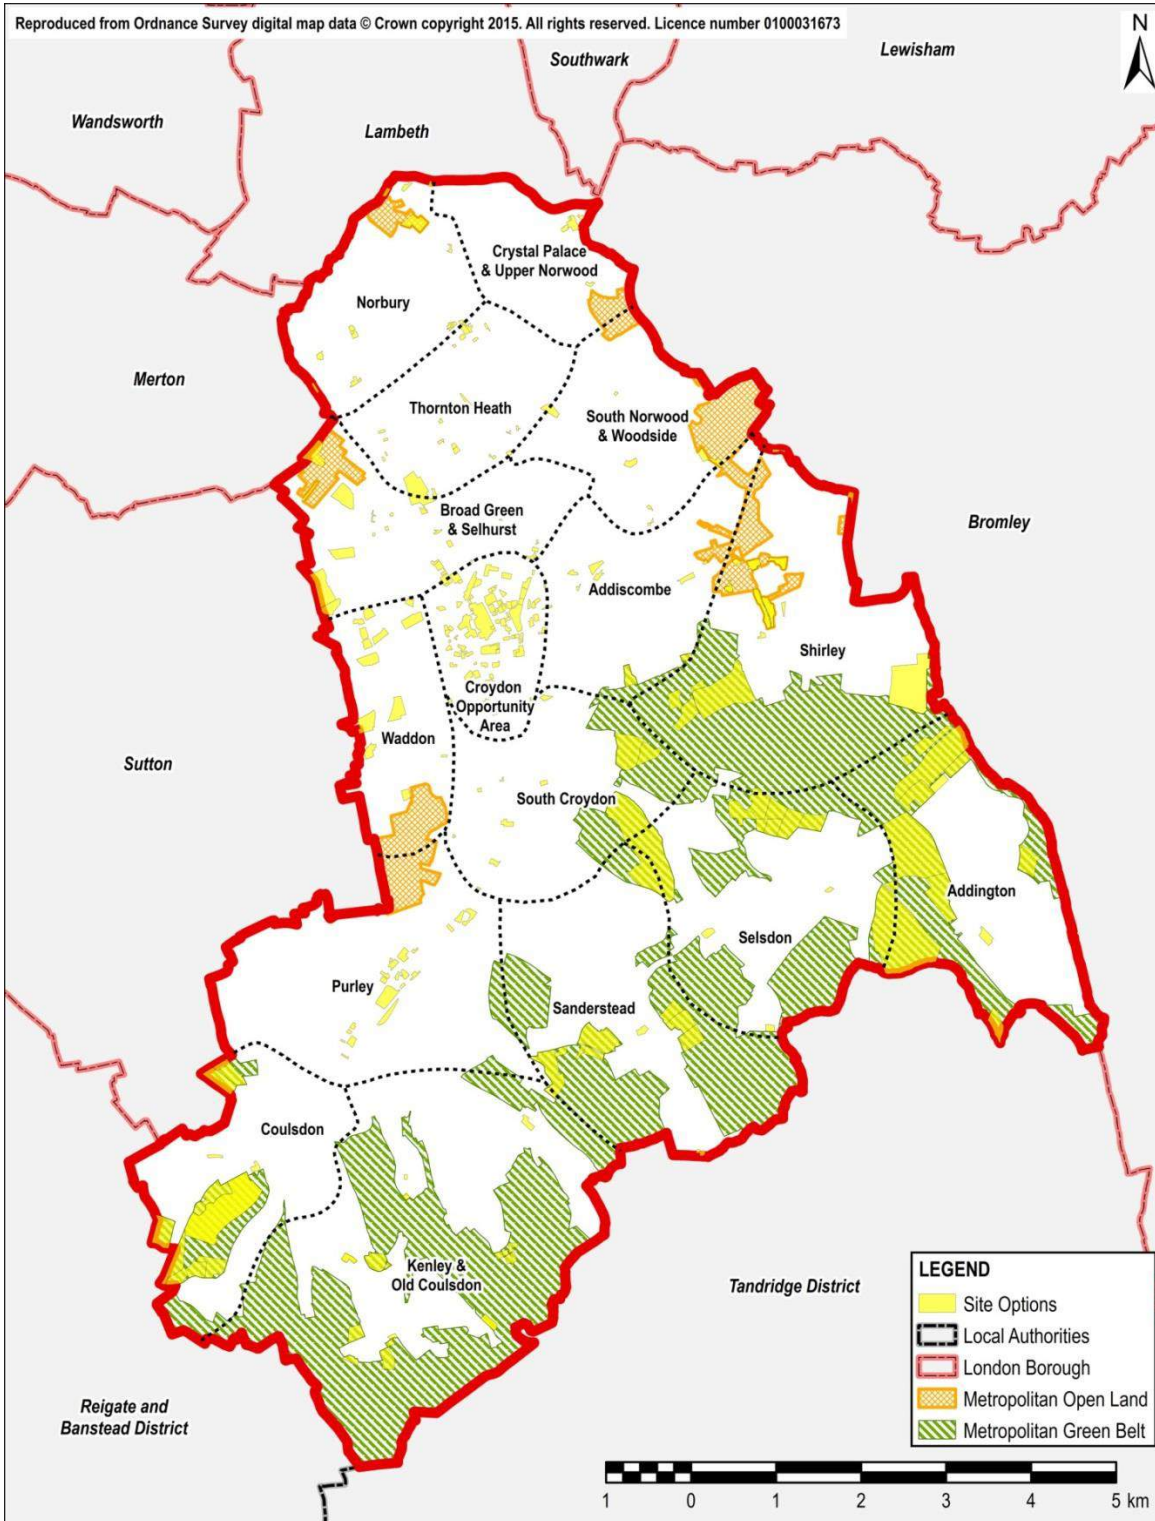 Reproduced from Ordnance Survey digital map data © Crown copyright 2015. All rights reserved. Licence number 0100031673
N
Southwark
Lewisham
Wandsworth
Lambeth
Crystal Palace
& Upper Norwood
Norbury
Merton
Thornton Heath
South Norwood
& Woodside
Broad Green
& Selhurst
Bromley
Addiscombe
Shirley
Croydon
Opportunity
Area
Waddon
Sutton
South Croydon
Addington
Selsdon
Purley
Sanderstead
Coulsdon
Kenley &
Old Coulsdon
Tandridge District
Reigate and
Banstead District
LEGEND
Site Options
Local Authorities
London Borough
Metropolitan Open Land
Metropolitan Green Belt
1 0 1 2 3 4 5 km